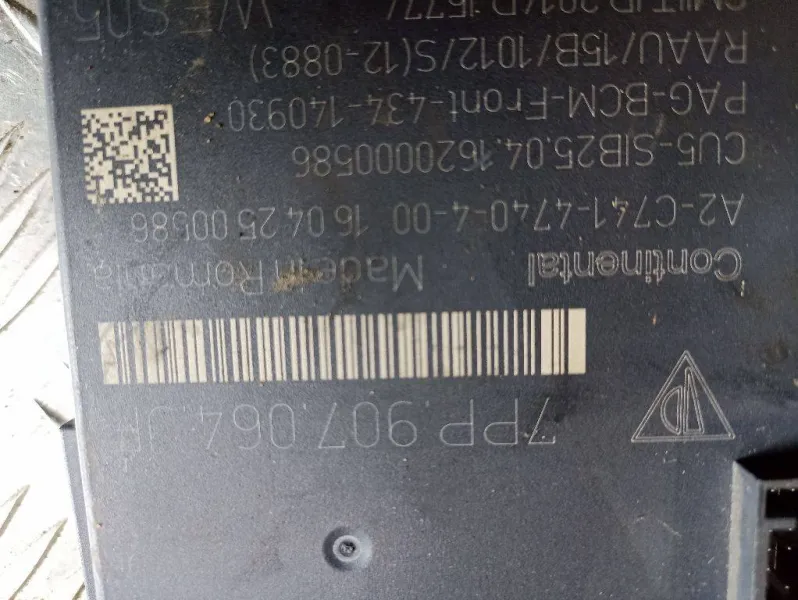 7PP.907.064.JF
Continental Made in Romania
A2-C741-4740-4-00 16 04 25 00586
CU5-SIB25.04.1620000586
PAG-BCM-Front-434-140930
RAAU/15B/1012/S(12-0883)